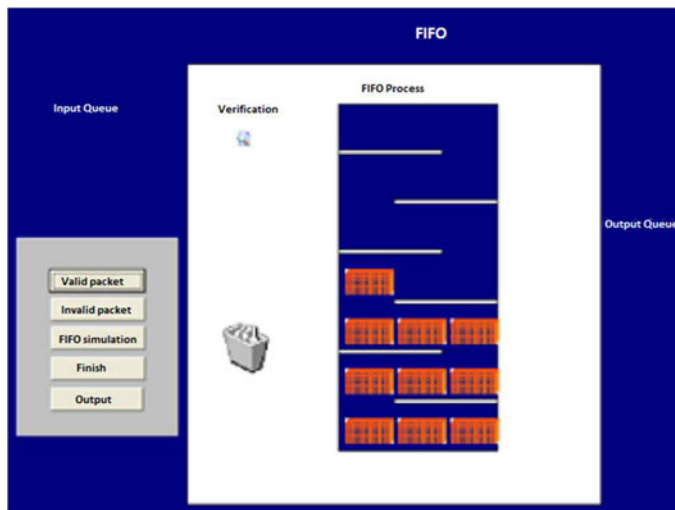 FIFO
FIFO Process
Input Queue
Verification
Output Queue
Valid packet
Invalid packet
FIFO simulation
Finish
Output